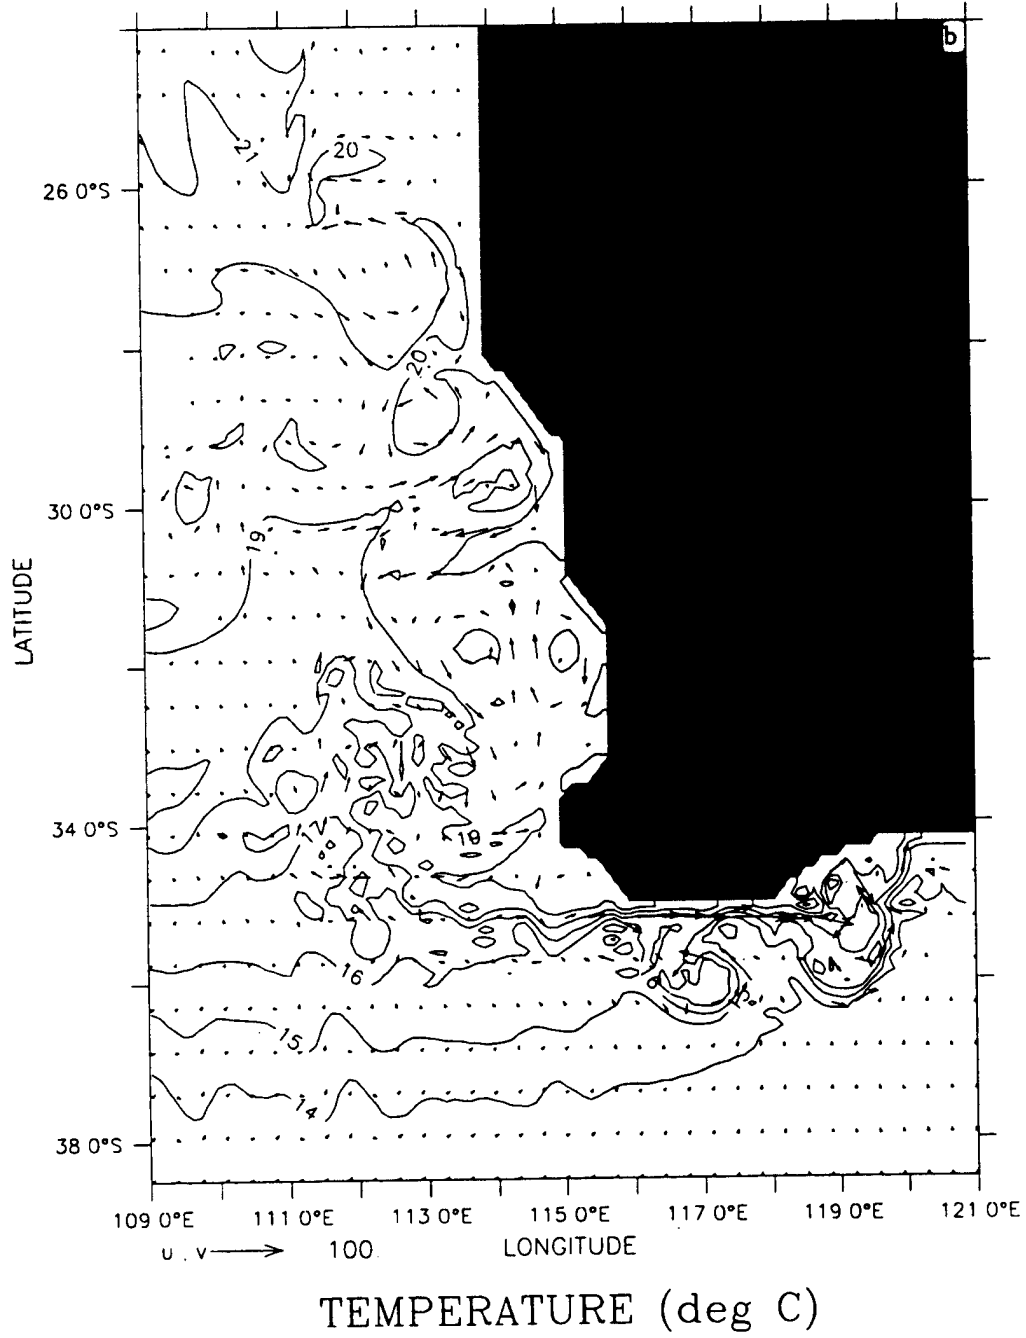 b
21
20
26 0°S
20
30 0°S
19
LATITUDE
34 0°S
18
16
15
14
38 0°S
109 0°E 111 0°E 113 0°E 115 0°E 117 0°E 119 0°E 121 0°E
u , v 100. LONGITUDE
TEMPERATURE (deg C)